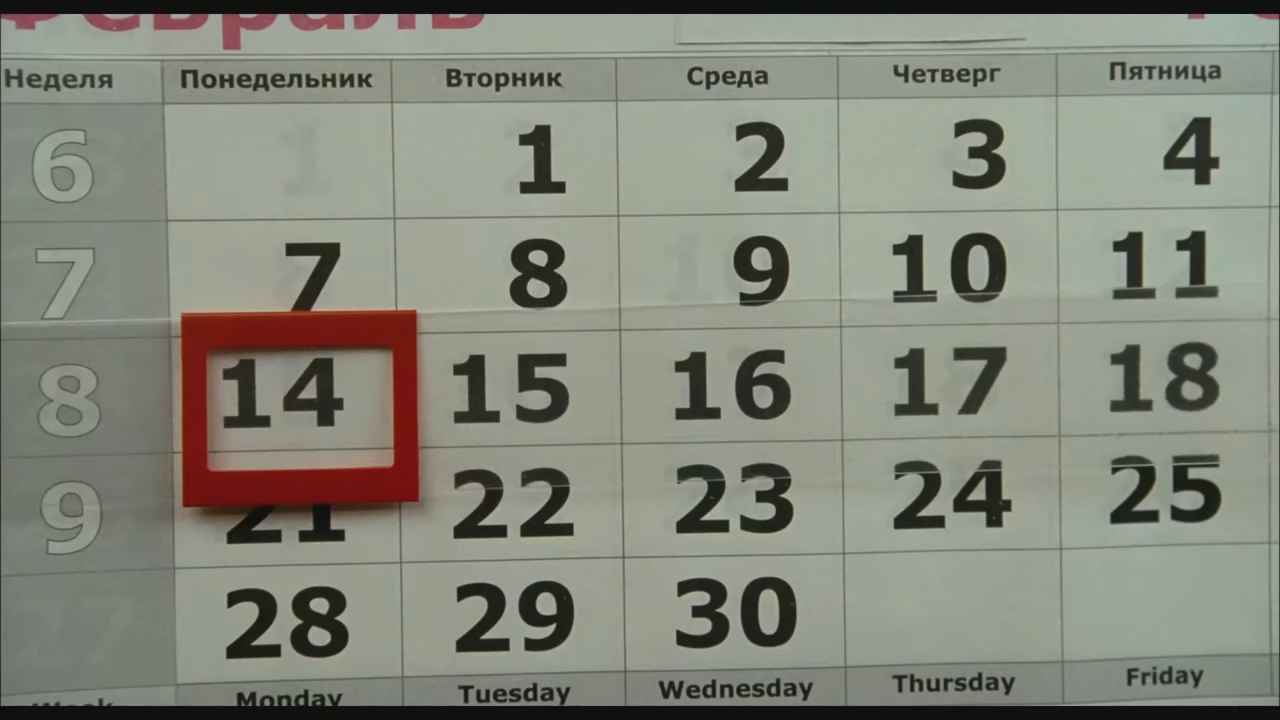 Февраль
Неделя Понедельник Вторник Среда Четверг Пятница
6 1 2 3 4
7 7 8 9 10 11
8 14 15 16 17 18
9 21 22 23 24 25
28 29 30
Week Monday Tuesday Wednesday Thursday Friday